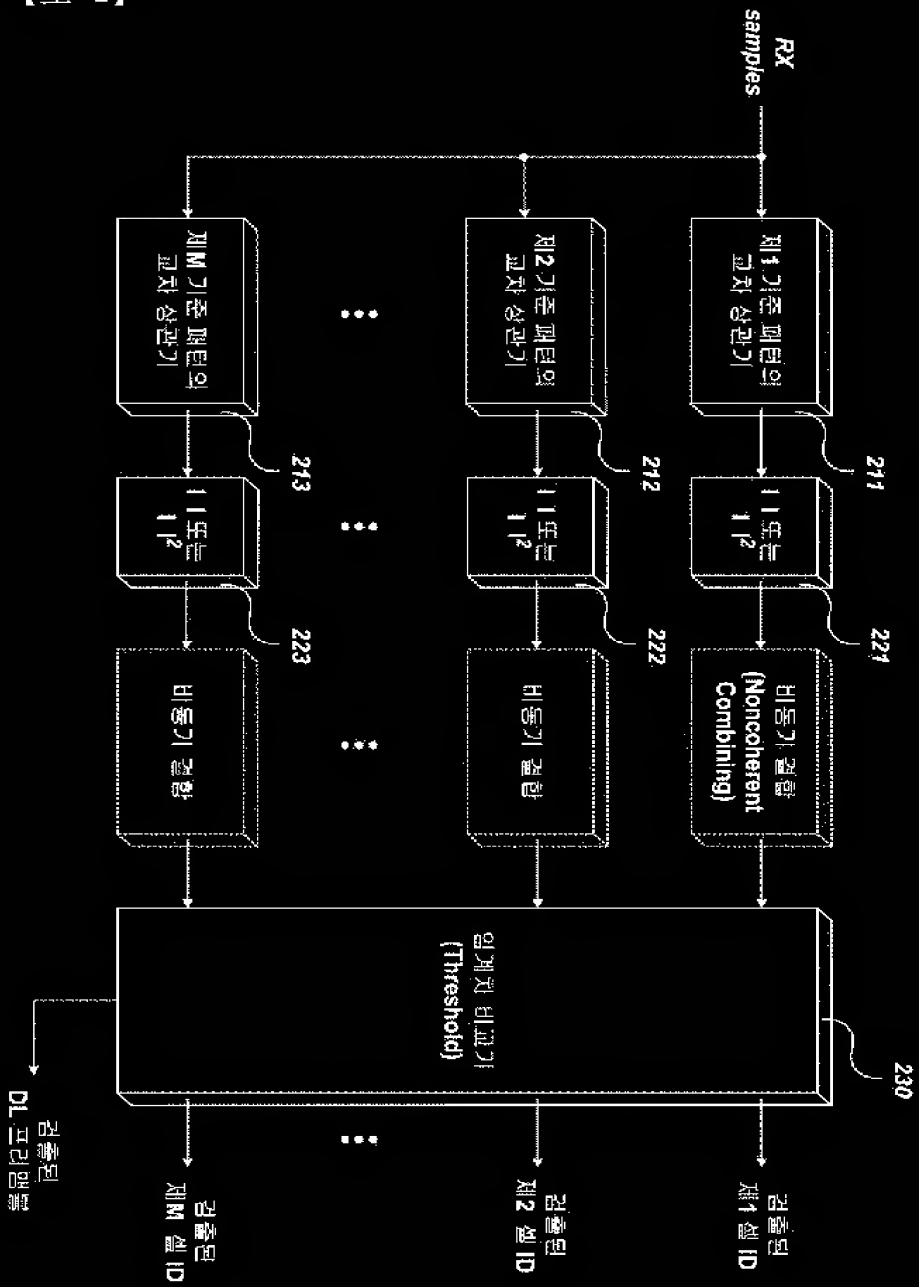 RX
samples
제1 기준 패턴의
교차 상관기
211
| | 또는
| |²
221
비동기 결합
(Noncoherent
Combining)
제2 기준 패턴의
교차 상관기
212
| | 또는
| |²
222
비동기 결합
제M 기준 패턴의
교차 상관기
213
| | 또는
| |²
223
비동기 결합
임계치 비교기
(Threshold)
230
검출된
제1 셀 ID
검출된
제2 셀 ID
검출된
제M 셀 ID
검출된
DL 프리앰블